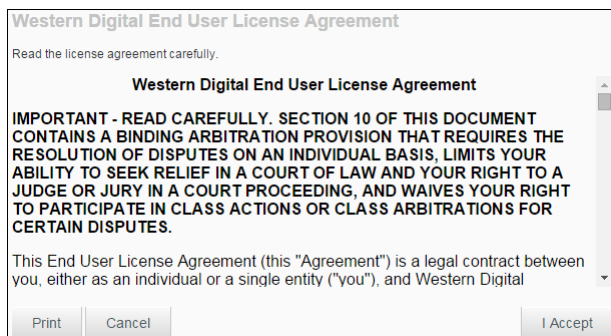 Western Digital End User License Agreement
Read the license agreement carefully.
Western Digital End User License Agreement
IMPORTANT - READ CAREFULLY. SECTION 10 OF THIS DOCUMENT
CONTAINS A BINDING ARBITRATION PROVISION THAT REQUIRES THE
RESOLUTION OF DISPUTES ON AN INDIVIDUAL BASIS, LIMITS YOUR
ABILITY TO SEEK RELIEF IN A COURT OF LAW AND YOUR RIGHT TO A
JUDGE OR JURY IN A COURT PROCEEDING, AND WAIVES YOUR RIGHT
TO PARTICIPATE IN CLASS ACTIONS OR CLASS ARBITRATIONS FOR
CERTAIN DISPUTES.
This End User License Agreement (this "Agreement") is a legal contract between
you, either as an individual or a single entity ("you"), and Western Digital
Print Cancel I Accept